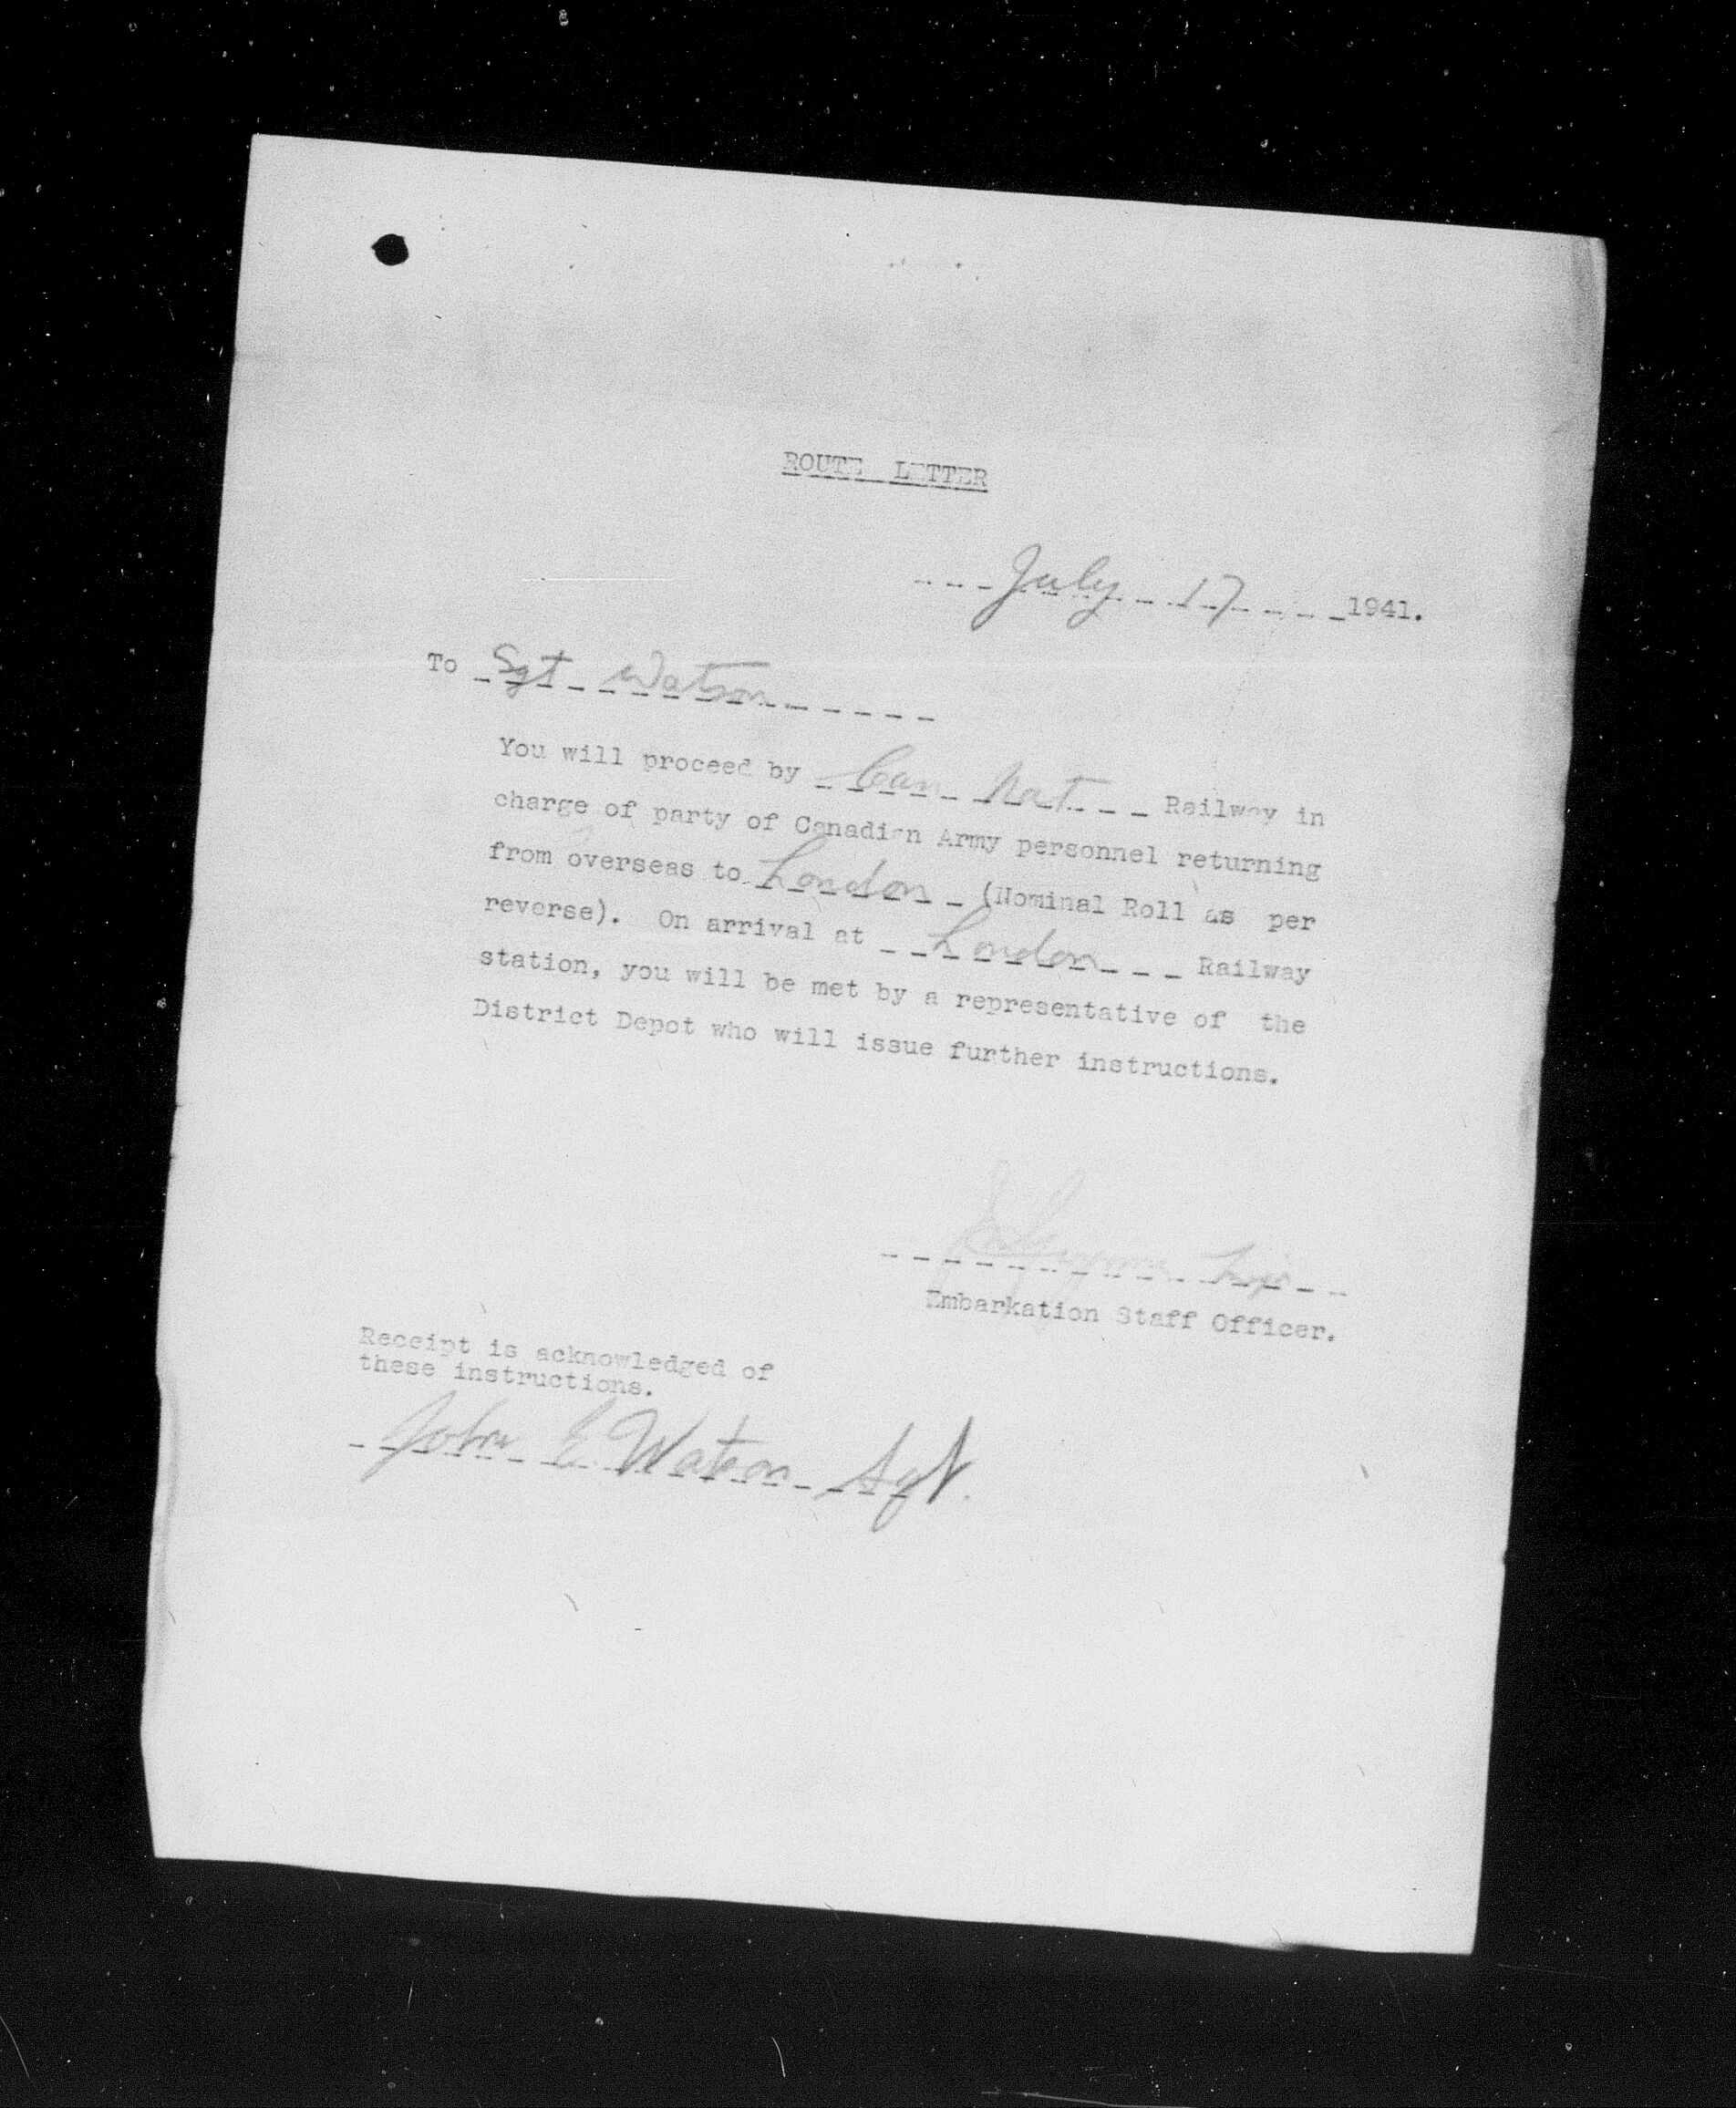 ROUTE LETTER
July 17 1941.
To Sgt Watson
You will proceed by Can Nat Railway in
charge of party of Canadian Army personnel returning
from overseas to London (Nominal Roll as per
reverse). On arrival at London Railway
station, you will be met by a representative of the
District Depot who will issue further instructions.
Embarkation Staff Officer.
Receipt is acknowledged of
these instructions.
John E. Watson Sgt.